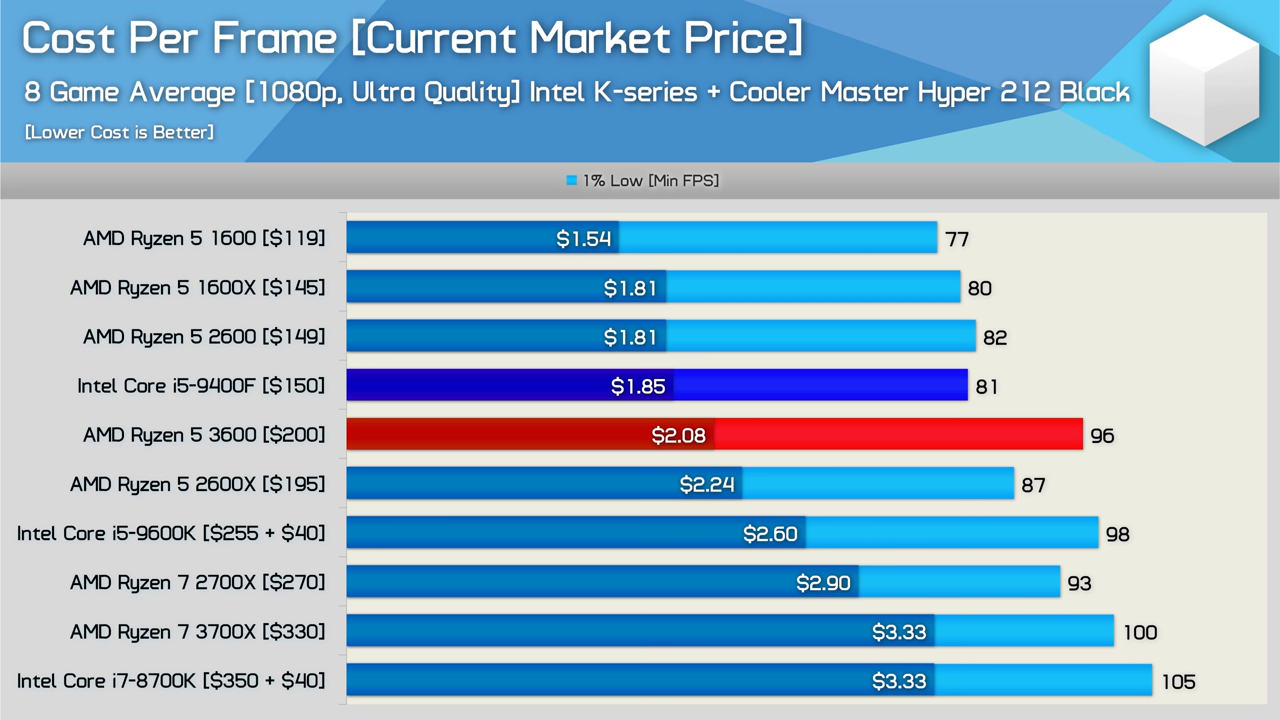 Cost Per Frame [Current Market Price]
8 Game Average [1080p, Ultra Quality] Intel K-series + Cooler Master Hyper 212 Black
[Lower Cost is Better]
1% Low [Min FPS]
AMD Ryzen 5 1600 [$119] $1.54 77
AMD Ryzen 5 1600X [$145] $1.81 80
AMD Ryzen 5 2600 [$149] $1.81 82
Intel Core i5-9400F [$150] $1.85 81
AMD Ryzen 5 3600 [$200] $2.08 96
AMD Ryzen 5 2600X [$195] $2.24 87
Intel Core i5-9600K [$255 + $40] $2.60 98
AMD Ryzen 7 2700X [$270] $2.90 93
AMD Ryzen 7 3700X [$330] $3.33 100
Intel Core i7-8700K [$350 + $40] $3.33 105